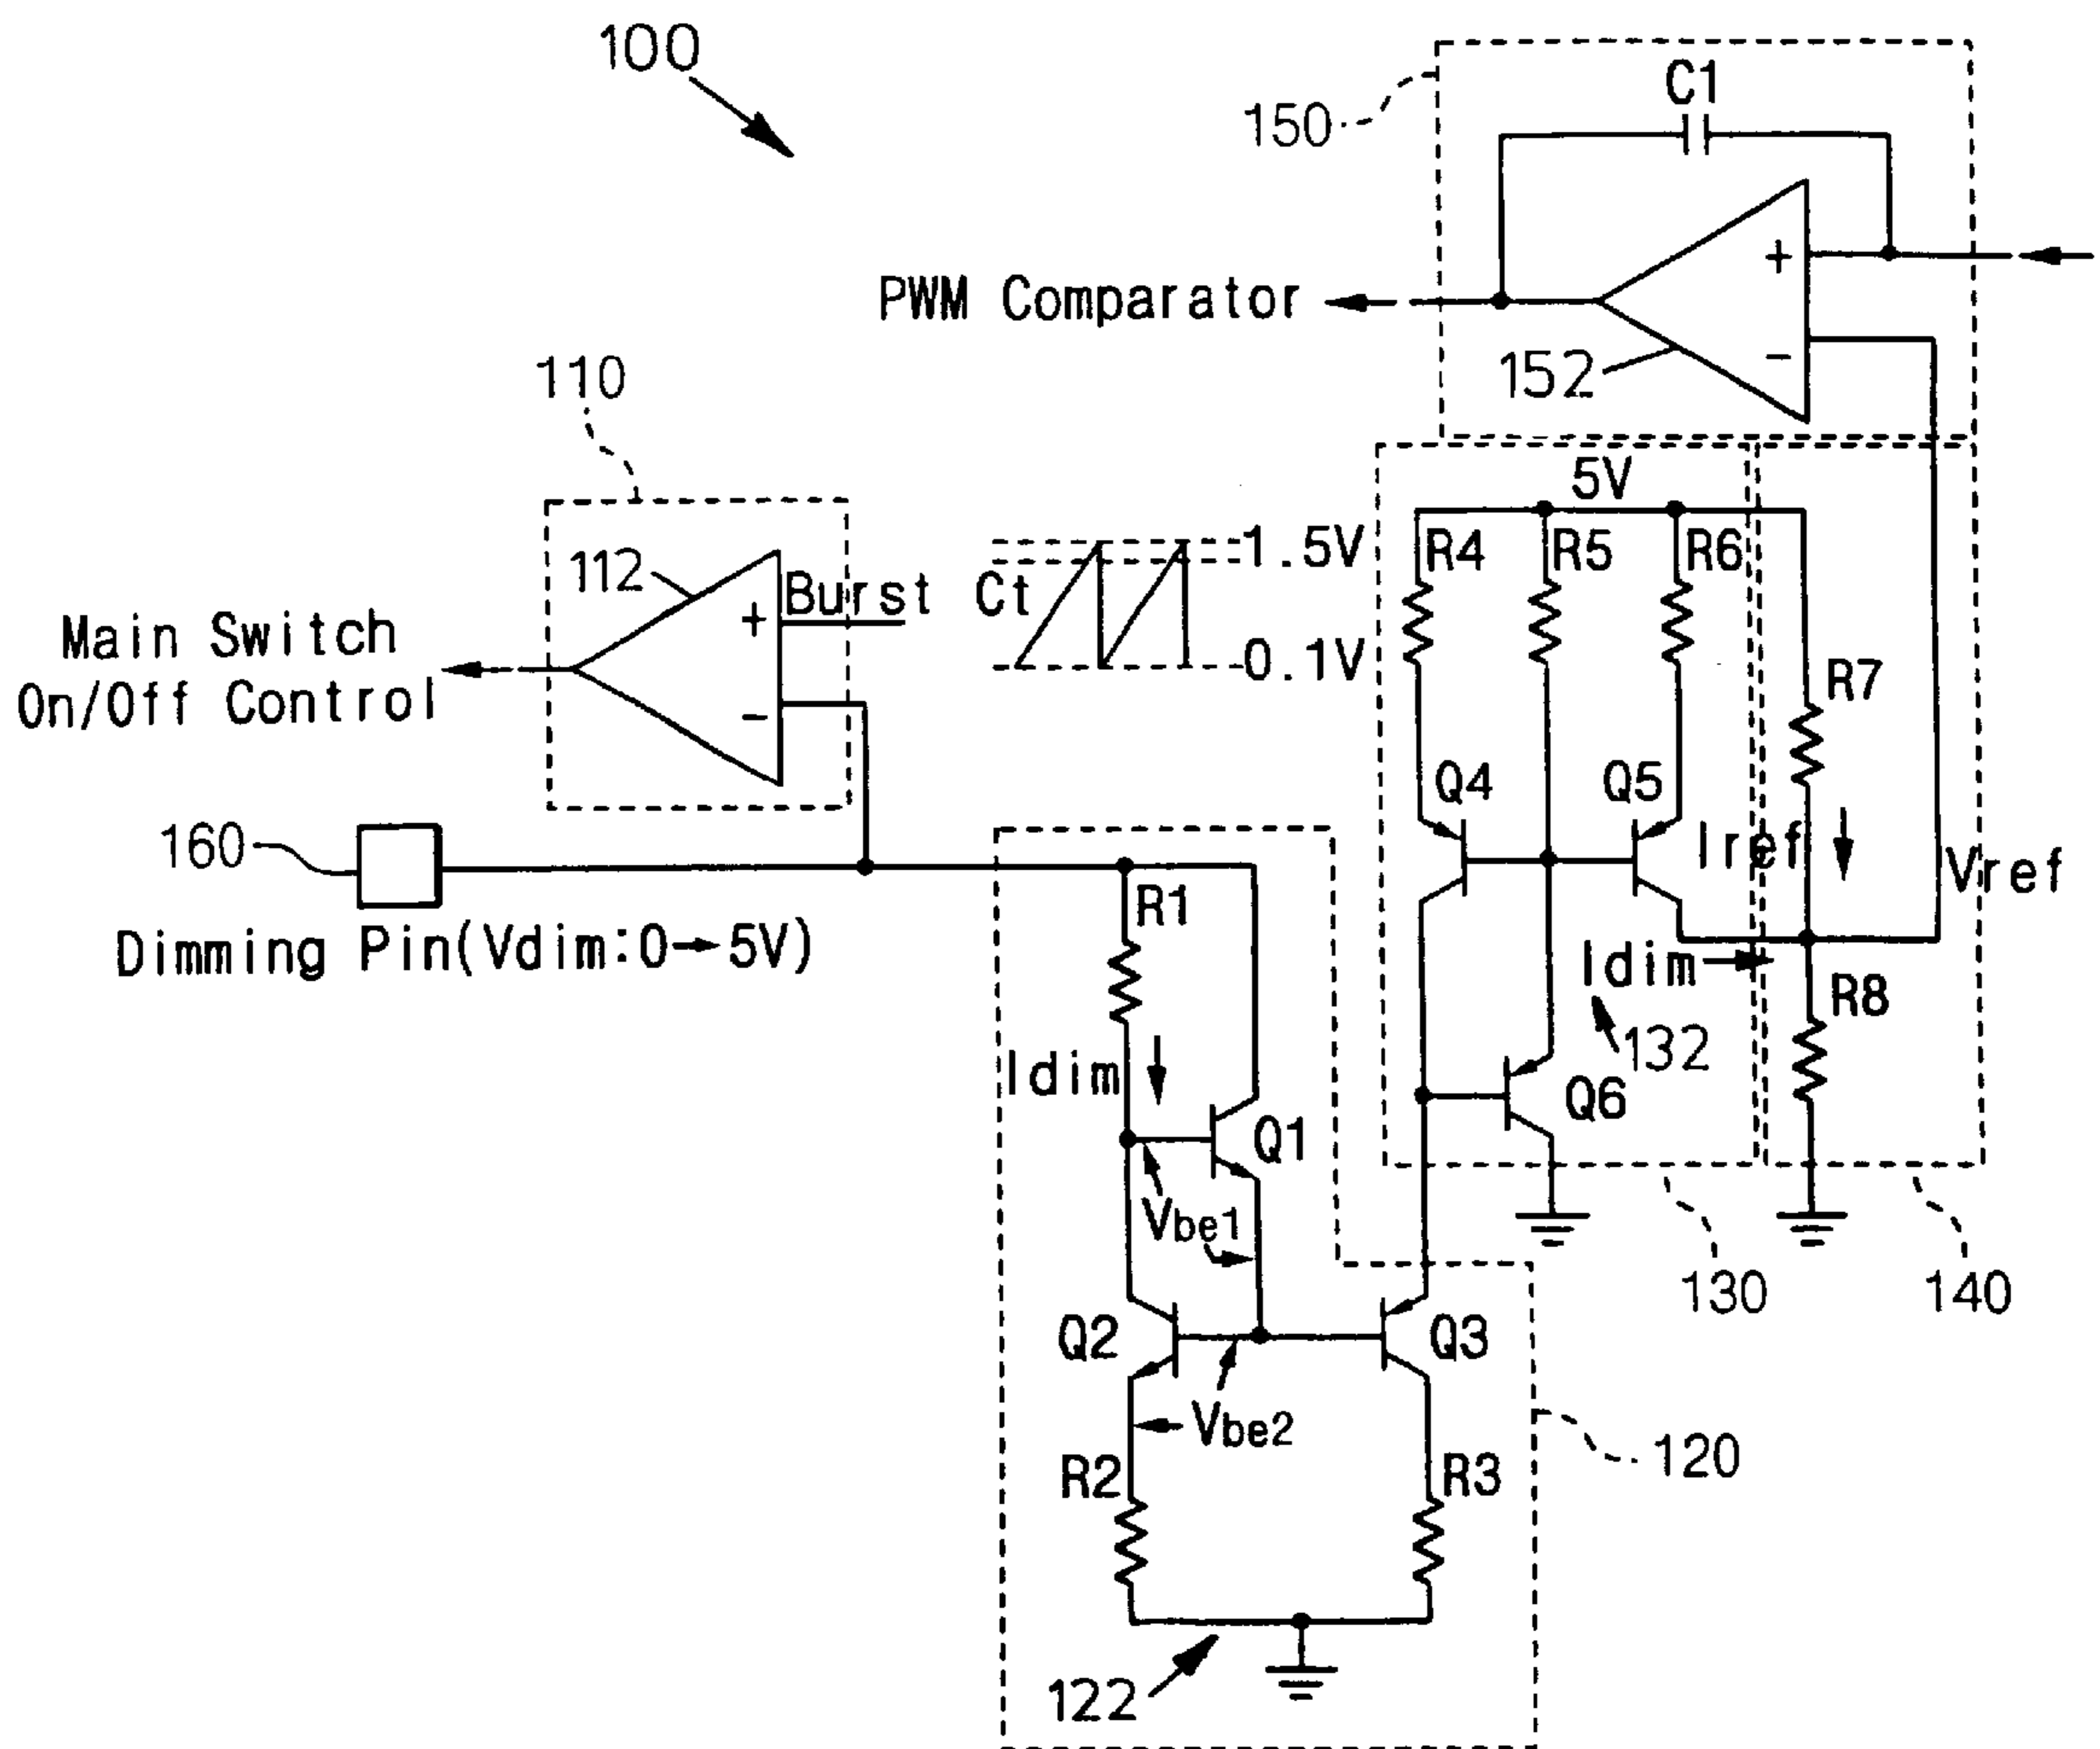 100
150
C1
+
PWM Comparator
-
152
110
5V
112
Burst
Ct
1.5V
R4
R5
R6
+
Main Switch
On/Off Control
0.1V
-
R7
Q4
Q5
160
Iref
Vref
R1
Dimming Pin(Vdim:0→5V)
Idim
R8
132
Idim
Q1
Q6
Vbe1
130
140
Q2
Q3
Vbe2
R2
R3
120
122